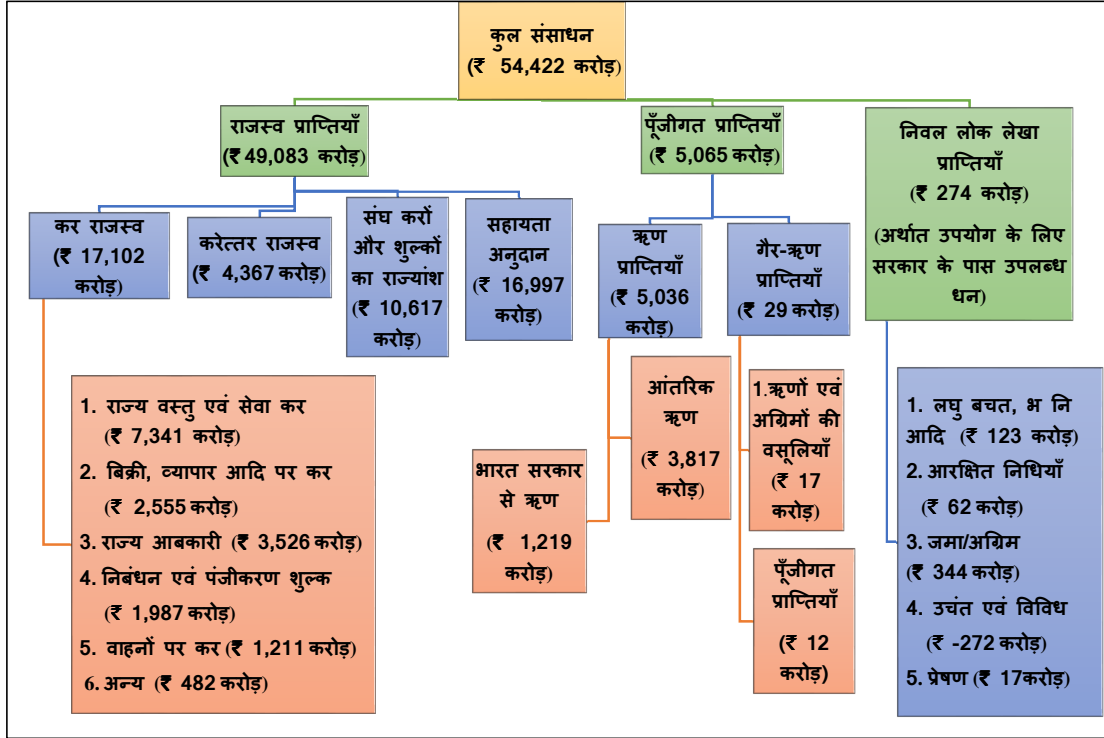 कुल संसाधन
(₹ 54,422 करोड़)
राजस्व प्राप्तियाँ
(₹ 49,083 करोड़)
पूँजीगत प्राप्तियाँ
(₹ 5,065 करोड़)
निवल लोक लेखा
प्राप्तियाँ
(₹ 274 करोड़)
(अर्थात उपयोग के लिए
सरकार के पास उपलब्ध
धन)
कर राजस्व
(₹ 17,102
करोड़)
करेत्तर राजस्व
(₹ 4,367 करोड़)
संघ करों
और शुल्कों
का राज्यांश
(₹ 10,617
करोड़)
सहायता
अनुदान
(₹ 16,997
करोड़)
ऋण
प्राप्तियाँ
(₹ 5,036
करोड़)
गैर-ऋण
प्राप्तियाँ
(₹ 29 करोड़)
1. राज्य वस्तु एवं सेवा कर
(₹ 7,341 करोड़)
2. बिक्री, व्यापार आदि पर कर
(₹ 2,555 करोड़)
3. राज्य आबकारी (₹ 3,526 करोड़)
4. निबंधन एवं पंजीकरण शुल्क
(₹ 1,987 करोड़)
5. वाहनों पर कर (₹ 1,211 करोड़)
6. अन्य (₹ 482 करोड़)
भारत सरकार
से ऋण
(₹ 1,219
करोड़)
आंतरिक
ऋण
(₹ 3,817
करोड़)
1.ऋणों एवं
अग्रिमों की
वसूलियाँ
(₹ 17
करोड़)
पूँजीगत
प्राप्तियाँ
(₹ 12
करोड़)
1. लघु बचत, भ नि
आदि (₹ 123 करोड़)
2. आरक्षित निधियाँ
(₹ 62 करोड़)
3. जमा/अग्रिम
(₹ 344 करोड़)
4. उचंत एवं विविध
(₹ -272 करोड़)
5. प्रेषण (₹ 17करोड़)